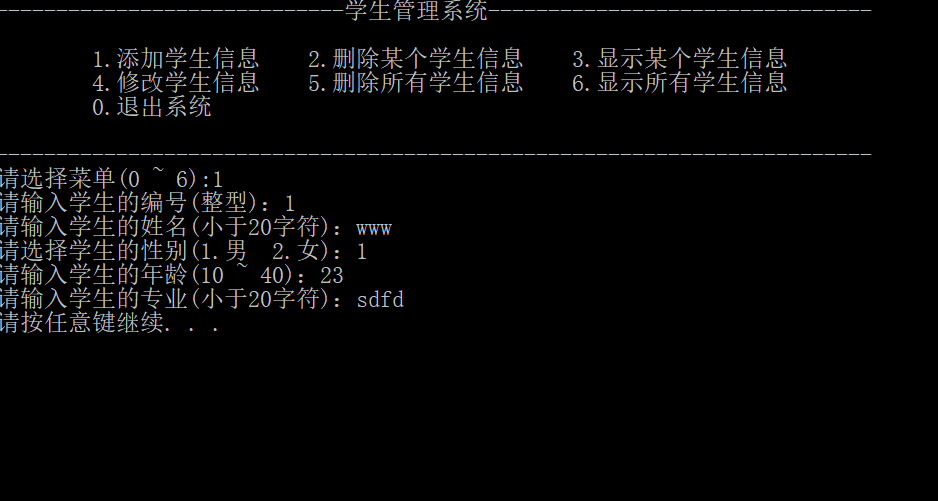 ------------------------------学生管理系统--------------------------------
1.添加学生信息    2.删除某个学生信息    3.显示某个学生信息
4.修改学生信息    5.删除所有学生信息    6.显示所有学生信息
0.退出系统
--------------------------------------------------------------------------
请选择菜单(0 ~ 6):1
请输入学生的编号(整型): 1
请输入学生的姓名(小于20字符): www
请选择学生的性别(1.男  2.女): 1
请输入学生的年龄(10 ~ 40): 23
请输入学生的专业(小于20字符): sdfd
请按任意键继续. . .